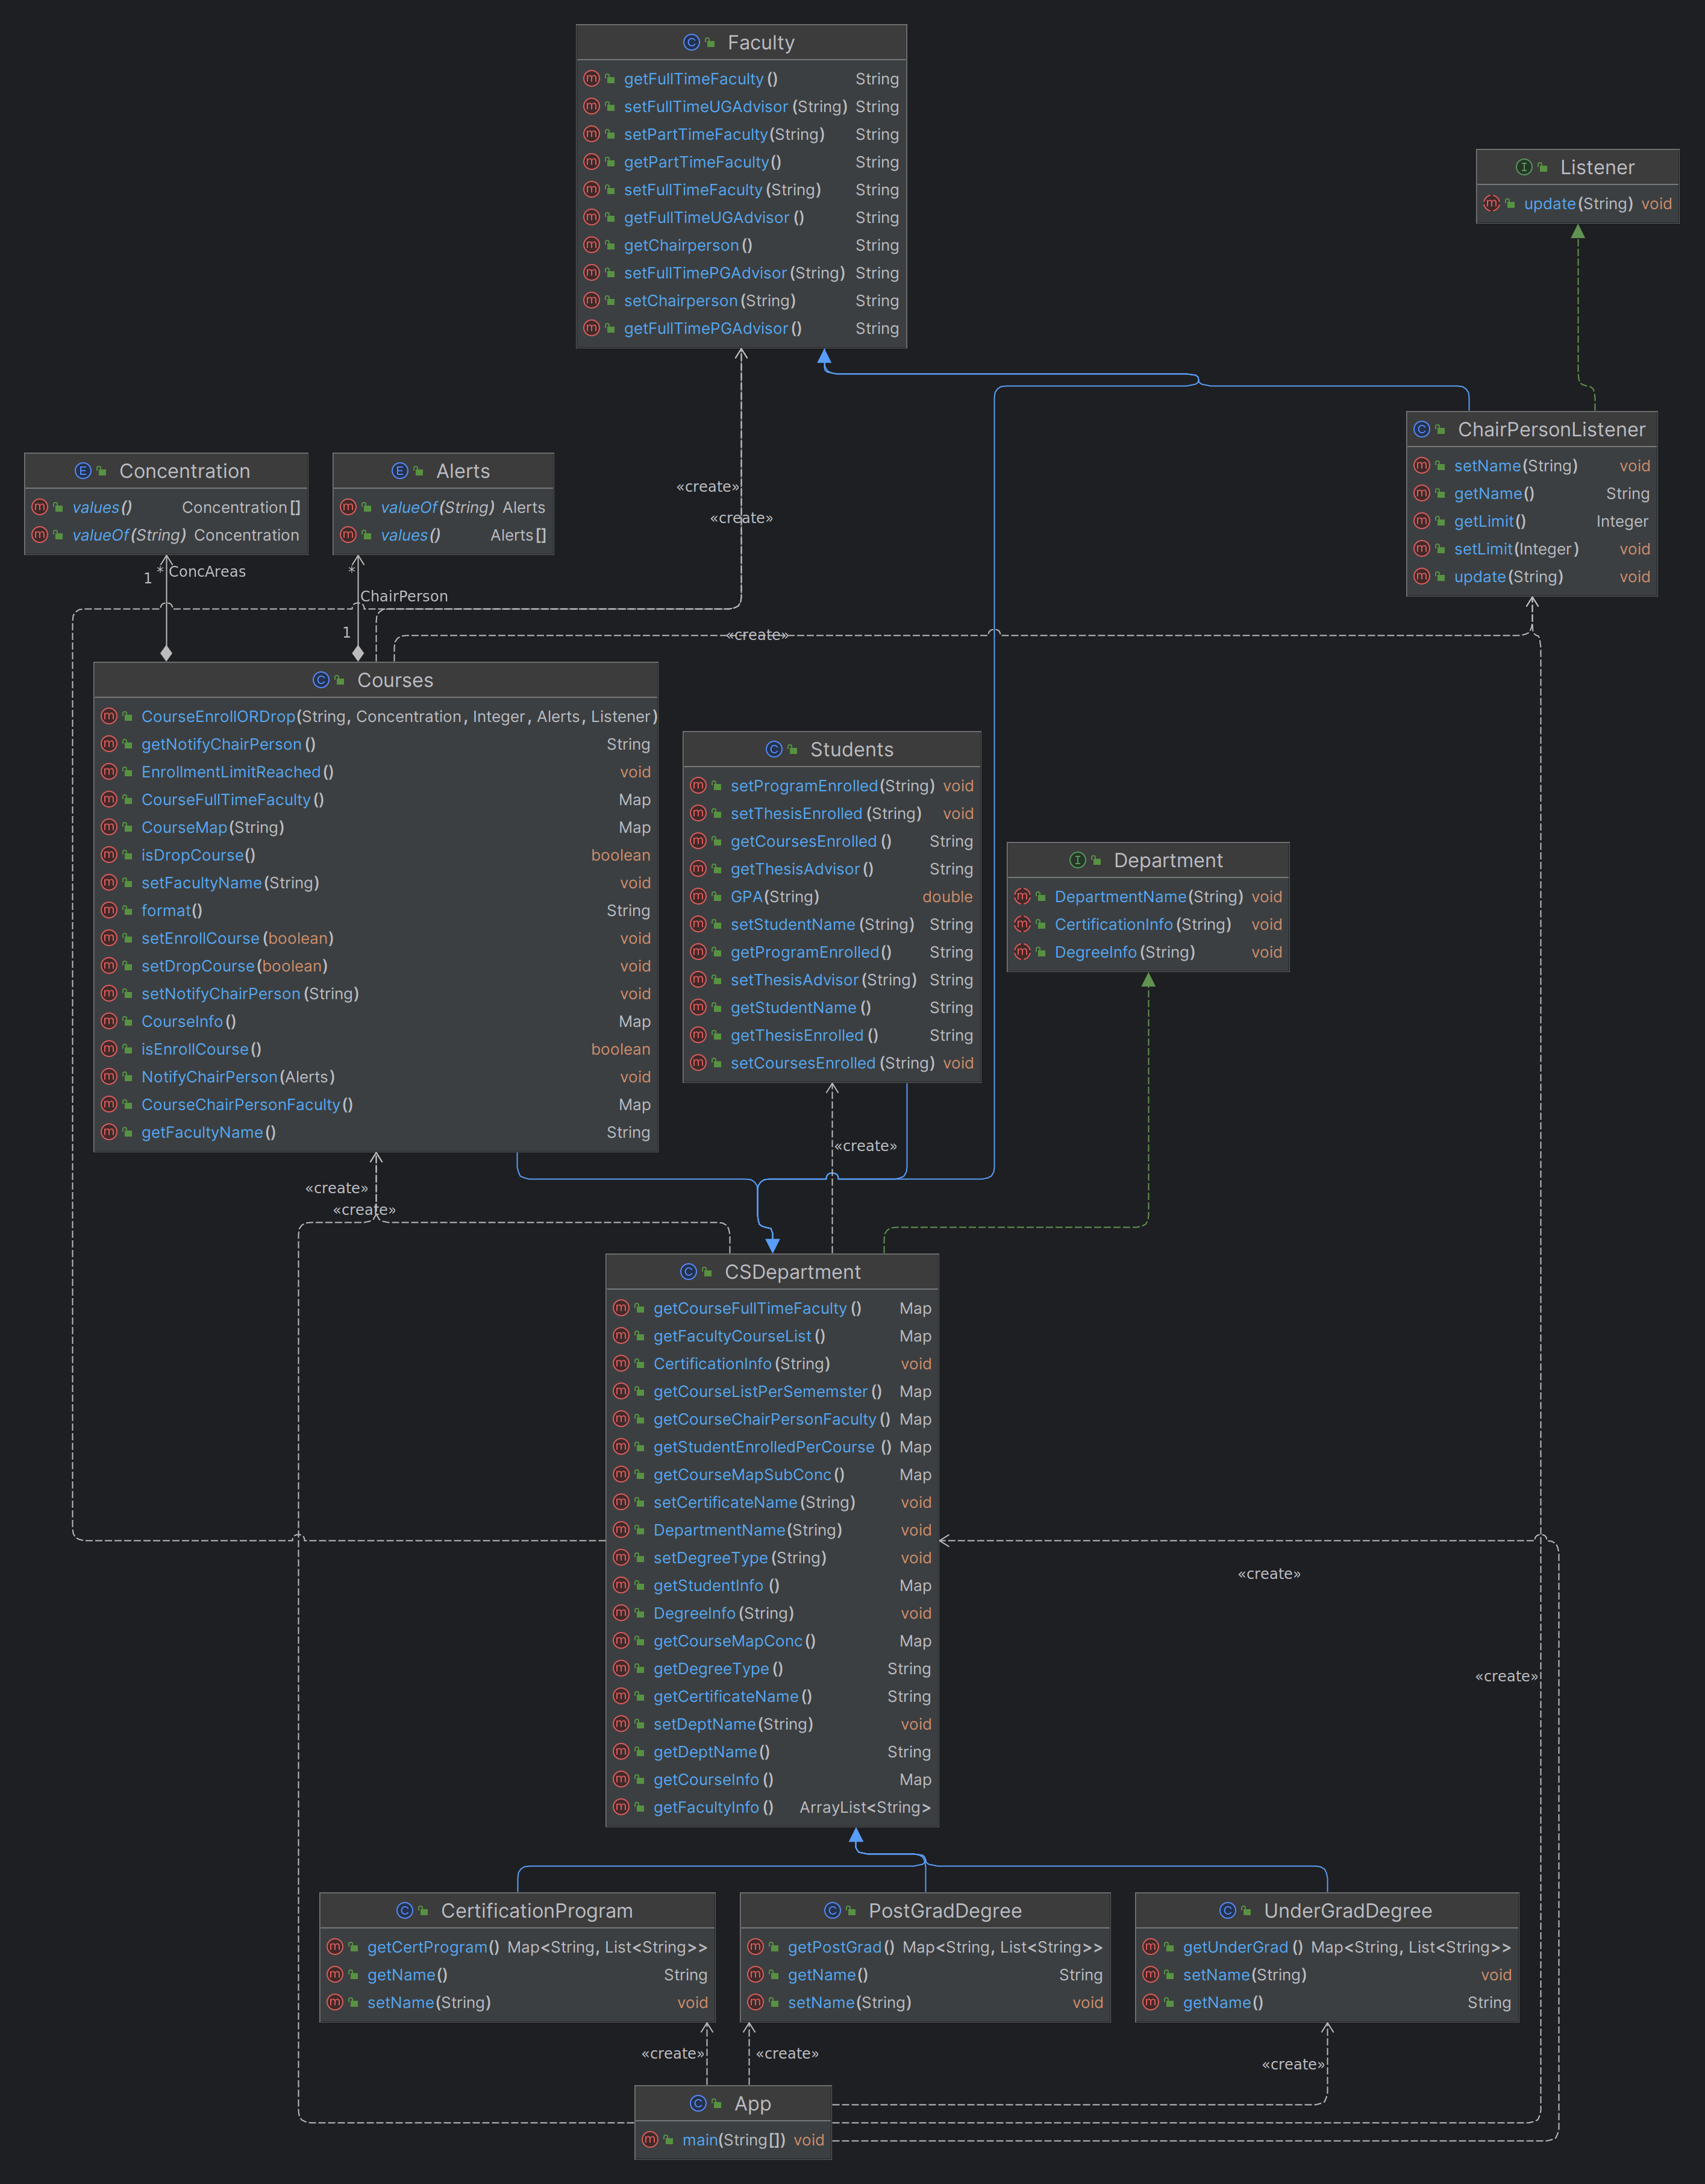 Faculty
getFullTimeFaculty() String
setFullTimeUGAdvisor(String) String
setPartTimeFaculty(String) String
getPartTimeFaculty() String
setFullTimeFaculty(String) String
getFullTimeUGAdvisor() String
getChairperson() String
setFullTimePGAdvisor(String) String
setChairperson(String) String
getFullTimePGAdvisor() String
Listener
update(String) void
ChairPersonListener
setName(String) void
getName() String
getLimit() Integer
setLimit(Integer) void
update(String) void
Concentration
values() Concentration[]
valueOf(String) Concentration
Alerts
valueOf(String) Alerts
values() Alerts[]
«create»
«create»
1 * ConcAreas
*
ChairPerson
1
«create»
Courses
CourseEnrollORDrop(String, Concentration, Integer, Alerts, Listener)
getNotifyChairPerson() String
EnrollmentLimitReached() void
CourseFullTimeFaculty() Map
CourseMap(String) Map
isDropCourse() boolean
setFacultyName(String) void
format() String
setEnrollCourse(boolean) void
setDropCourse(boolean) void
setNotifyChairPerson(String) void
CourseInfo() Map
isEnrollCourse() boolean
NotifyChairPerson(Alerts) void
CourseChairPersonFaculty() Map
getFacultyName() String
Students
setProgramEnrolled(String) void
setThesisEnrolled(String) void
getCoursesEnrolled() String
getThesisAdvisor() String
GPA(String) double
setStudentName(String) String
getProgramEnrolled() String
setThesisAdvisor(String) String
getStudentName() String
getThesisEnrolled() String
setCoursesEnrolled(String) void
Department
DepartmentName(String) void
CertificationInfo(String) void
DegreeInfo(String) void
«create»
«create»
«create»
CSDepartment
getCourseFullTimeFaculty() Map
getFacultyCourseList() Map
CertificationInfo(String) void
getCourseListPerSememster() Map
getCourseChairPersonFaculty() Map
getStudentEnrolledPerCourse() Map
getCourseMapSubConc() Map
setCertificateName(String) void
DepartmentName(String) void
setDegreeType(String) void
getStudentInfo() Map
DegreeInfo(String) void
getCourseMapConc() Map
getDegreeType() String
getCertificateName() String
setDeptName(String) void
getDeptName() String
getCourseInfo() Map
getFacultyInfo() ArrayList<String>
«create»
«create»
CertificationProgram
getCertProgram() Map<String, List<String>>
getName() String
setName(String) void
PostGradDegree
getPostGrad() Map<String, List<String>>
getName() String
setName(String) void
UnderGradDegree
getUnderGrad() Map<String, List<String>>
setName(String) void
getName() String
«create»
«create»
«create»
App
main(String[]) void